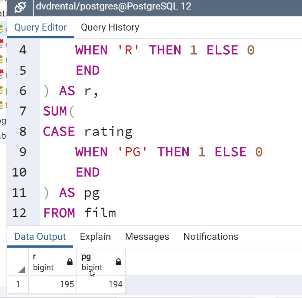 dvdrental/postgres@PostgreSQL 12
Query Editor Query History
4 WHEN 'R' THEN 1 ELSE 0
5 END
6 ) AS r,
7 SUM(
8 CASE rating
9 WHEN 'PG' THEN 1 ELSE 0
10 END
11 ) AS pg
12 FROM film
Data Output Explain Messages Notifications
r pg
bigint bigint
1 195 194